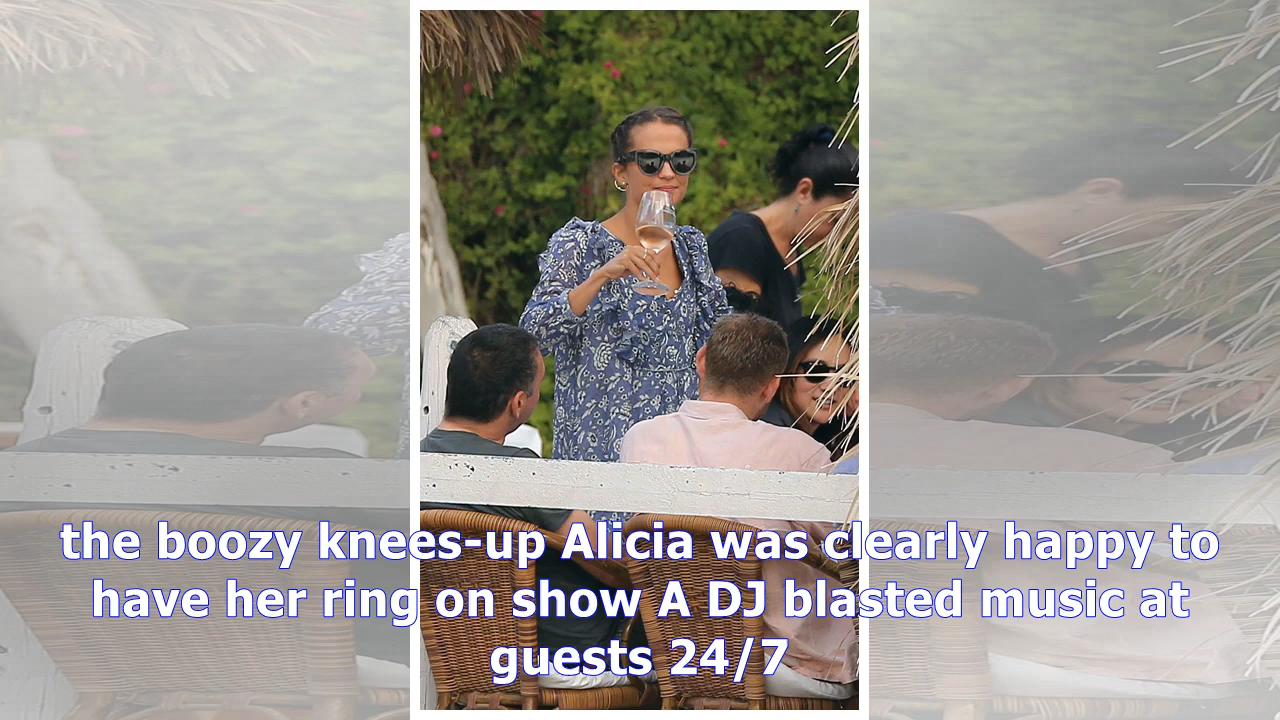 the boozy knees-up Alicia was clearly happy to
have her ring on show A DJ blasted music at
guests 24/7